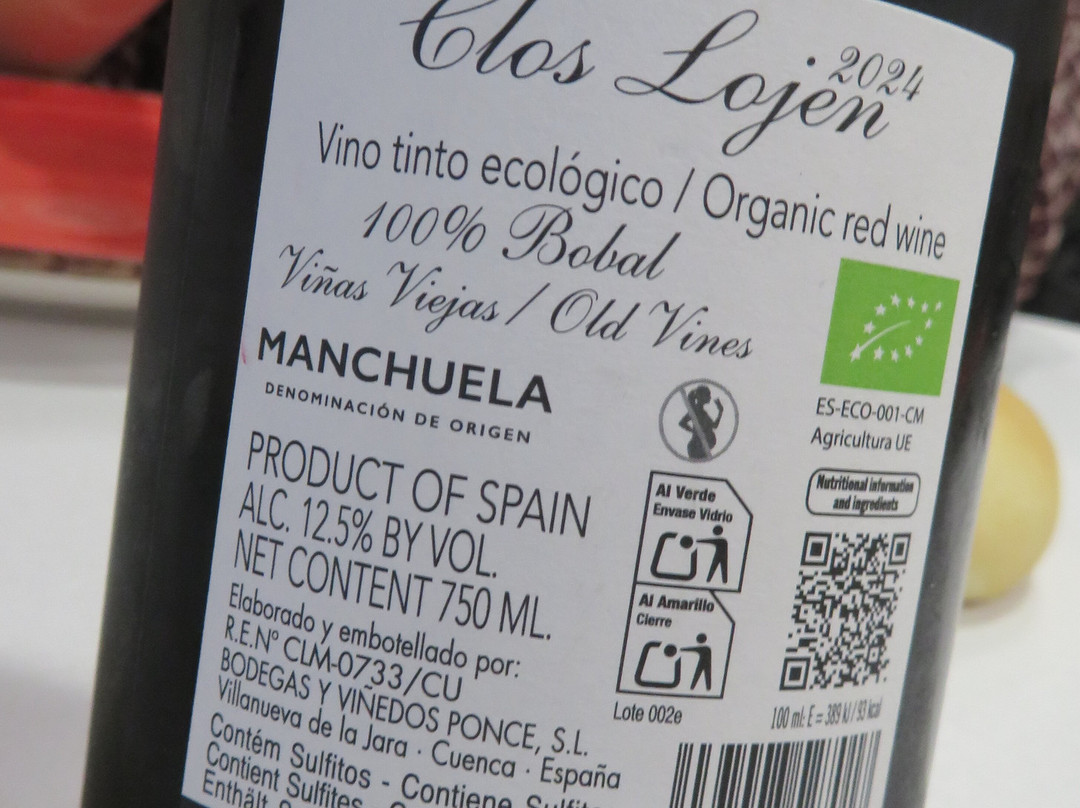 Clos Lojen 2024
Vino tinto ecológico / Organic red wine
100% Bobal
Viñas Viejas / Old Vines
MANCHUELA
DENOMINACIÓN DE ORIGEN
PRODUCT OF SPAIN
ALC. 12.5% BY VOL.
NET CONTENT 750 ML.
Elaborado y embotellado por:
R.E.Nº CLM-0733/CU
BODEGAS Y VIÑEDOS PONCE, S.L.
Villanueva de la Jara · Cuenca · España
Contém Sulfitos - Contiene
Contient Sulfites
Enthält
Al Verde
Envase Vidrio
Al Amarillo
Cierre
Lote 002e
ES-ECO-001-CM
Agricultura UE
Nutritional information
and ingredients
100 ml: E = 389 kJ / 93 kcal